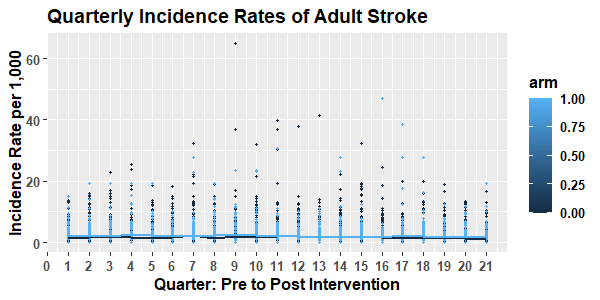 Quarterly Incidence Rates of Adult Stroke
Incidence Rate per 1,000
60
40
20
0
0 1 2 3 4 5 6 7 8 9 10 11 12 13 14 15 16 17 18 19 20 21
Quarter: Pre to Post Intervention
arm
1.00
0.75
0.50
0.25
0.00